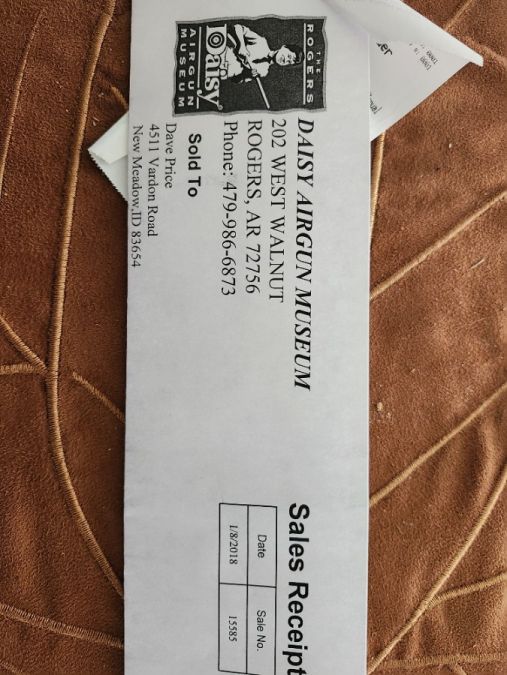 THE
ROGERS
Daisy
AIRGUN
MUSEUM
DAISY AIRGUN MUSEUM
202 WEST WALNUT
ROGERS, AR 72756
Phone: 479-986-6873
Sold To
Dave Price
4511 Vardon Road
New Meadow,ID 83654
Sales Receipt
Date Sale No.
1/8/2018 15585